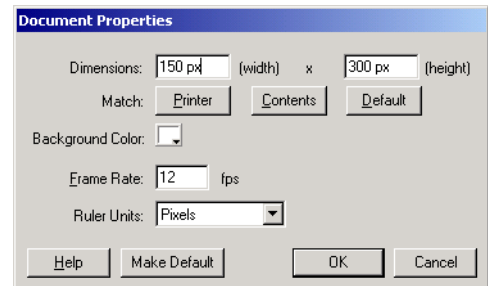 Document Properties
Dimensions: 150 px (width) x 300 px (height)
Match: Printer Contents Default
Background Color:
Frame Rate: 12 fps
Ruler Units: Pixels
Help Make Default OK Cancel